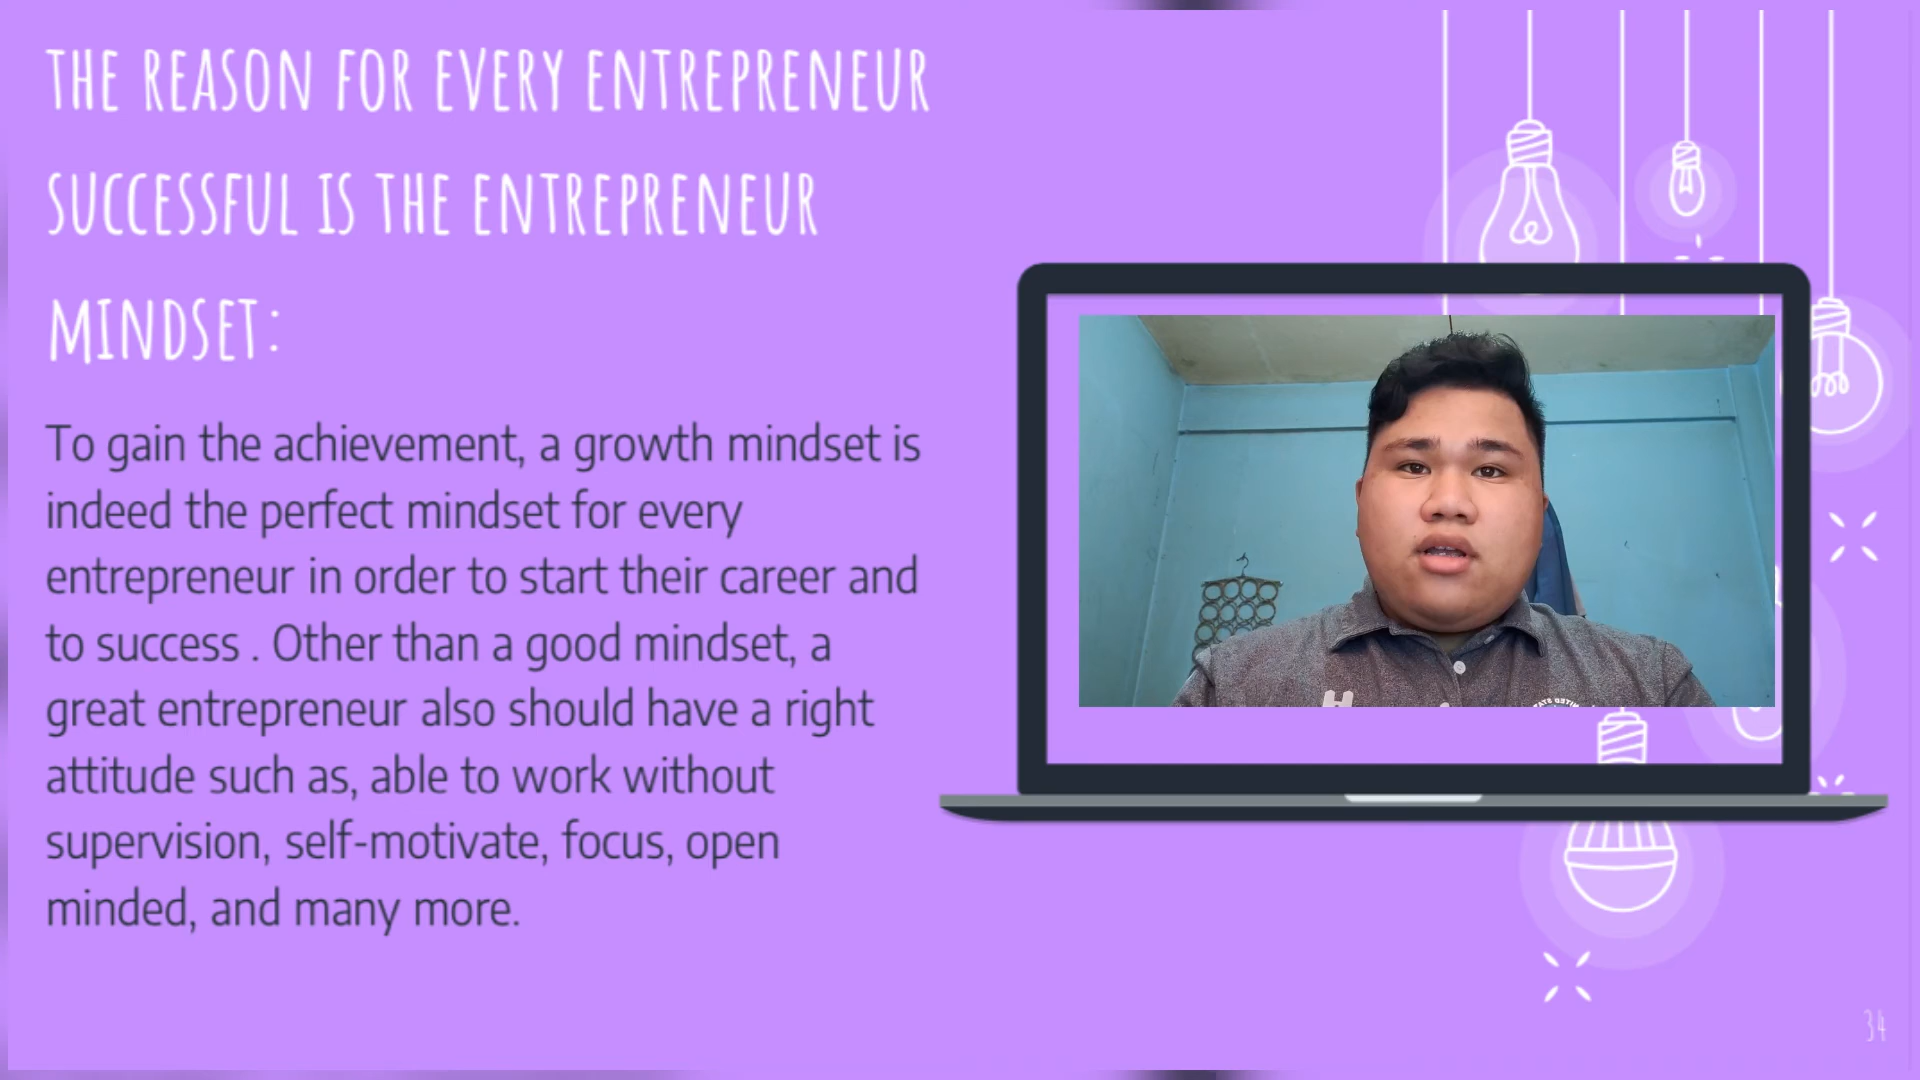 THE REASON FOR EVERY ENTREPRENEUR
SUCCESSFUL IS THE ENTREPRENEUR
MINDSET:
To gain the achievement, a growth mindset is
indeed the perfect mindset for every
entrepreneur in order to start their career and
to success . Other than a good mindset, a
great entrepreneur also should have a right
attitude such as, able to work without
supervision, self-motivate, focus, open
minded, and many more.
34